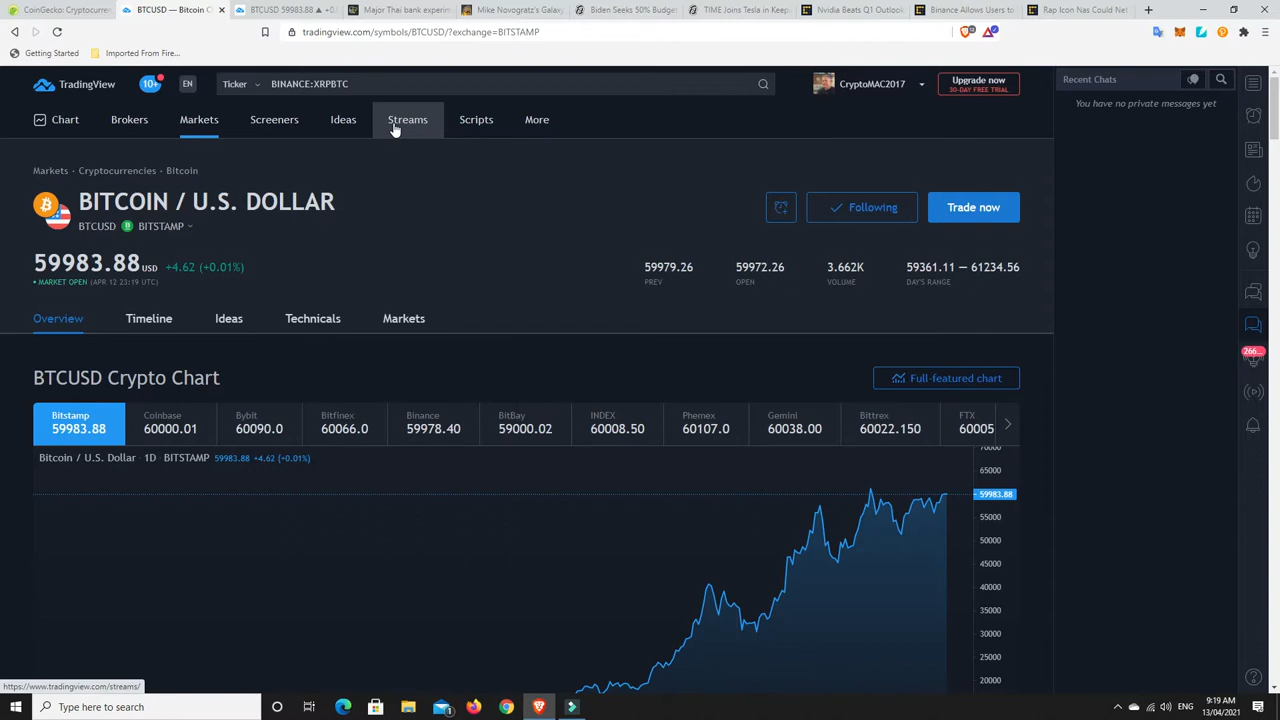 CoinGecko: Cryptocurren
BTCUSD — Bitcoin C
BTCUSD 59983.88 ▲ +0.
Major Thai bank experim
Mike Novogratz's Galaxy
Biden Seeks 50% Budget
TIME Joins Tesla in Keep
Nvidia Beats Q1 Outlook
Binance Allows Users to
Rap Icon Nas Could Net
tradingview.com/symbols/BTCUSD/?exchange=BITSTAMP
Getting Started
Imported From Fire...
TradingView
10+
EN
Ticker
BINANCE:XRPBTC
CryptoMAC2017
Upgrade now
30-DAY FREE TRIAL
Recent Chats
You have no private messages yet
Chart
Brokers
Markets
Screeners
Ideas
Streams
Scripts
More
Markets · Cryptocurrencies · Bitcoin
BITCOIN / U.S. DOLLAR
BTCUSD
BITSTAMP
Following
Trade now
59983.88 USD +4.62 (+0.01%)
MARKET OPEN (APR 12 23:19 UTC)
59979.26
PREV
59972.26
OPEN
3.662K
VOLUME
59361.11 — 61234.56
DAY'S RANGE
266...
Overview
Timeline
Ideas
Technicals
Markets
BTCUSD Crypto Chart
Full-featured chart
Bitstamp
59983.88
Coinbase
60000.01
Bybit
60090.0
Bitfinex
60066.0
Binance
59978.40
BitBay
59000.02
INDEX
60008.50
Phemex
60107.0
Gemini
60038.00
Bittrex
60022.150
FTX
60005
Bitcoin / U.S. Dollar · 1D · BITSTAMP 59983.88 +4.62 (+0.01%)
70000
65000
59983.88
55000
50000
45000
40000
35000
30000
25000
20000
https://www.tradingview.com/streams/
Type here to search
ENG
9:19 AM
13/04/2021